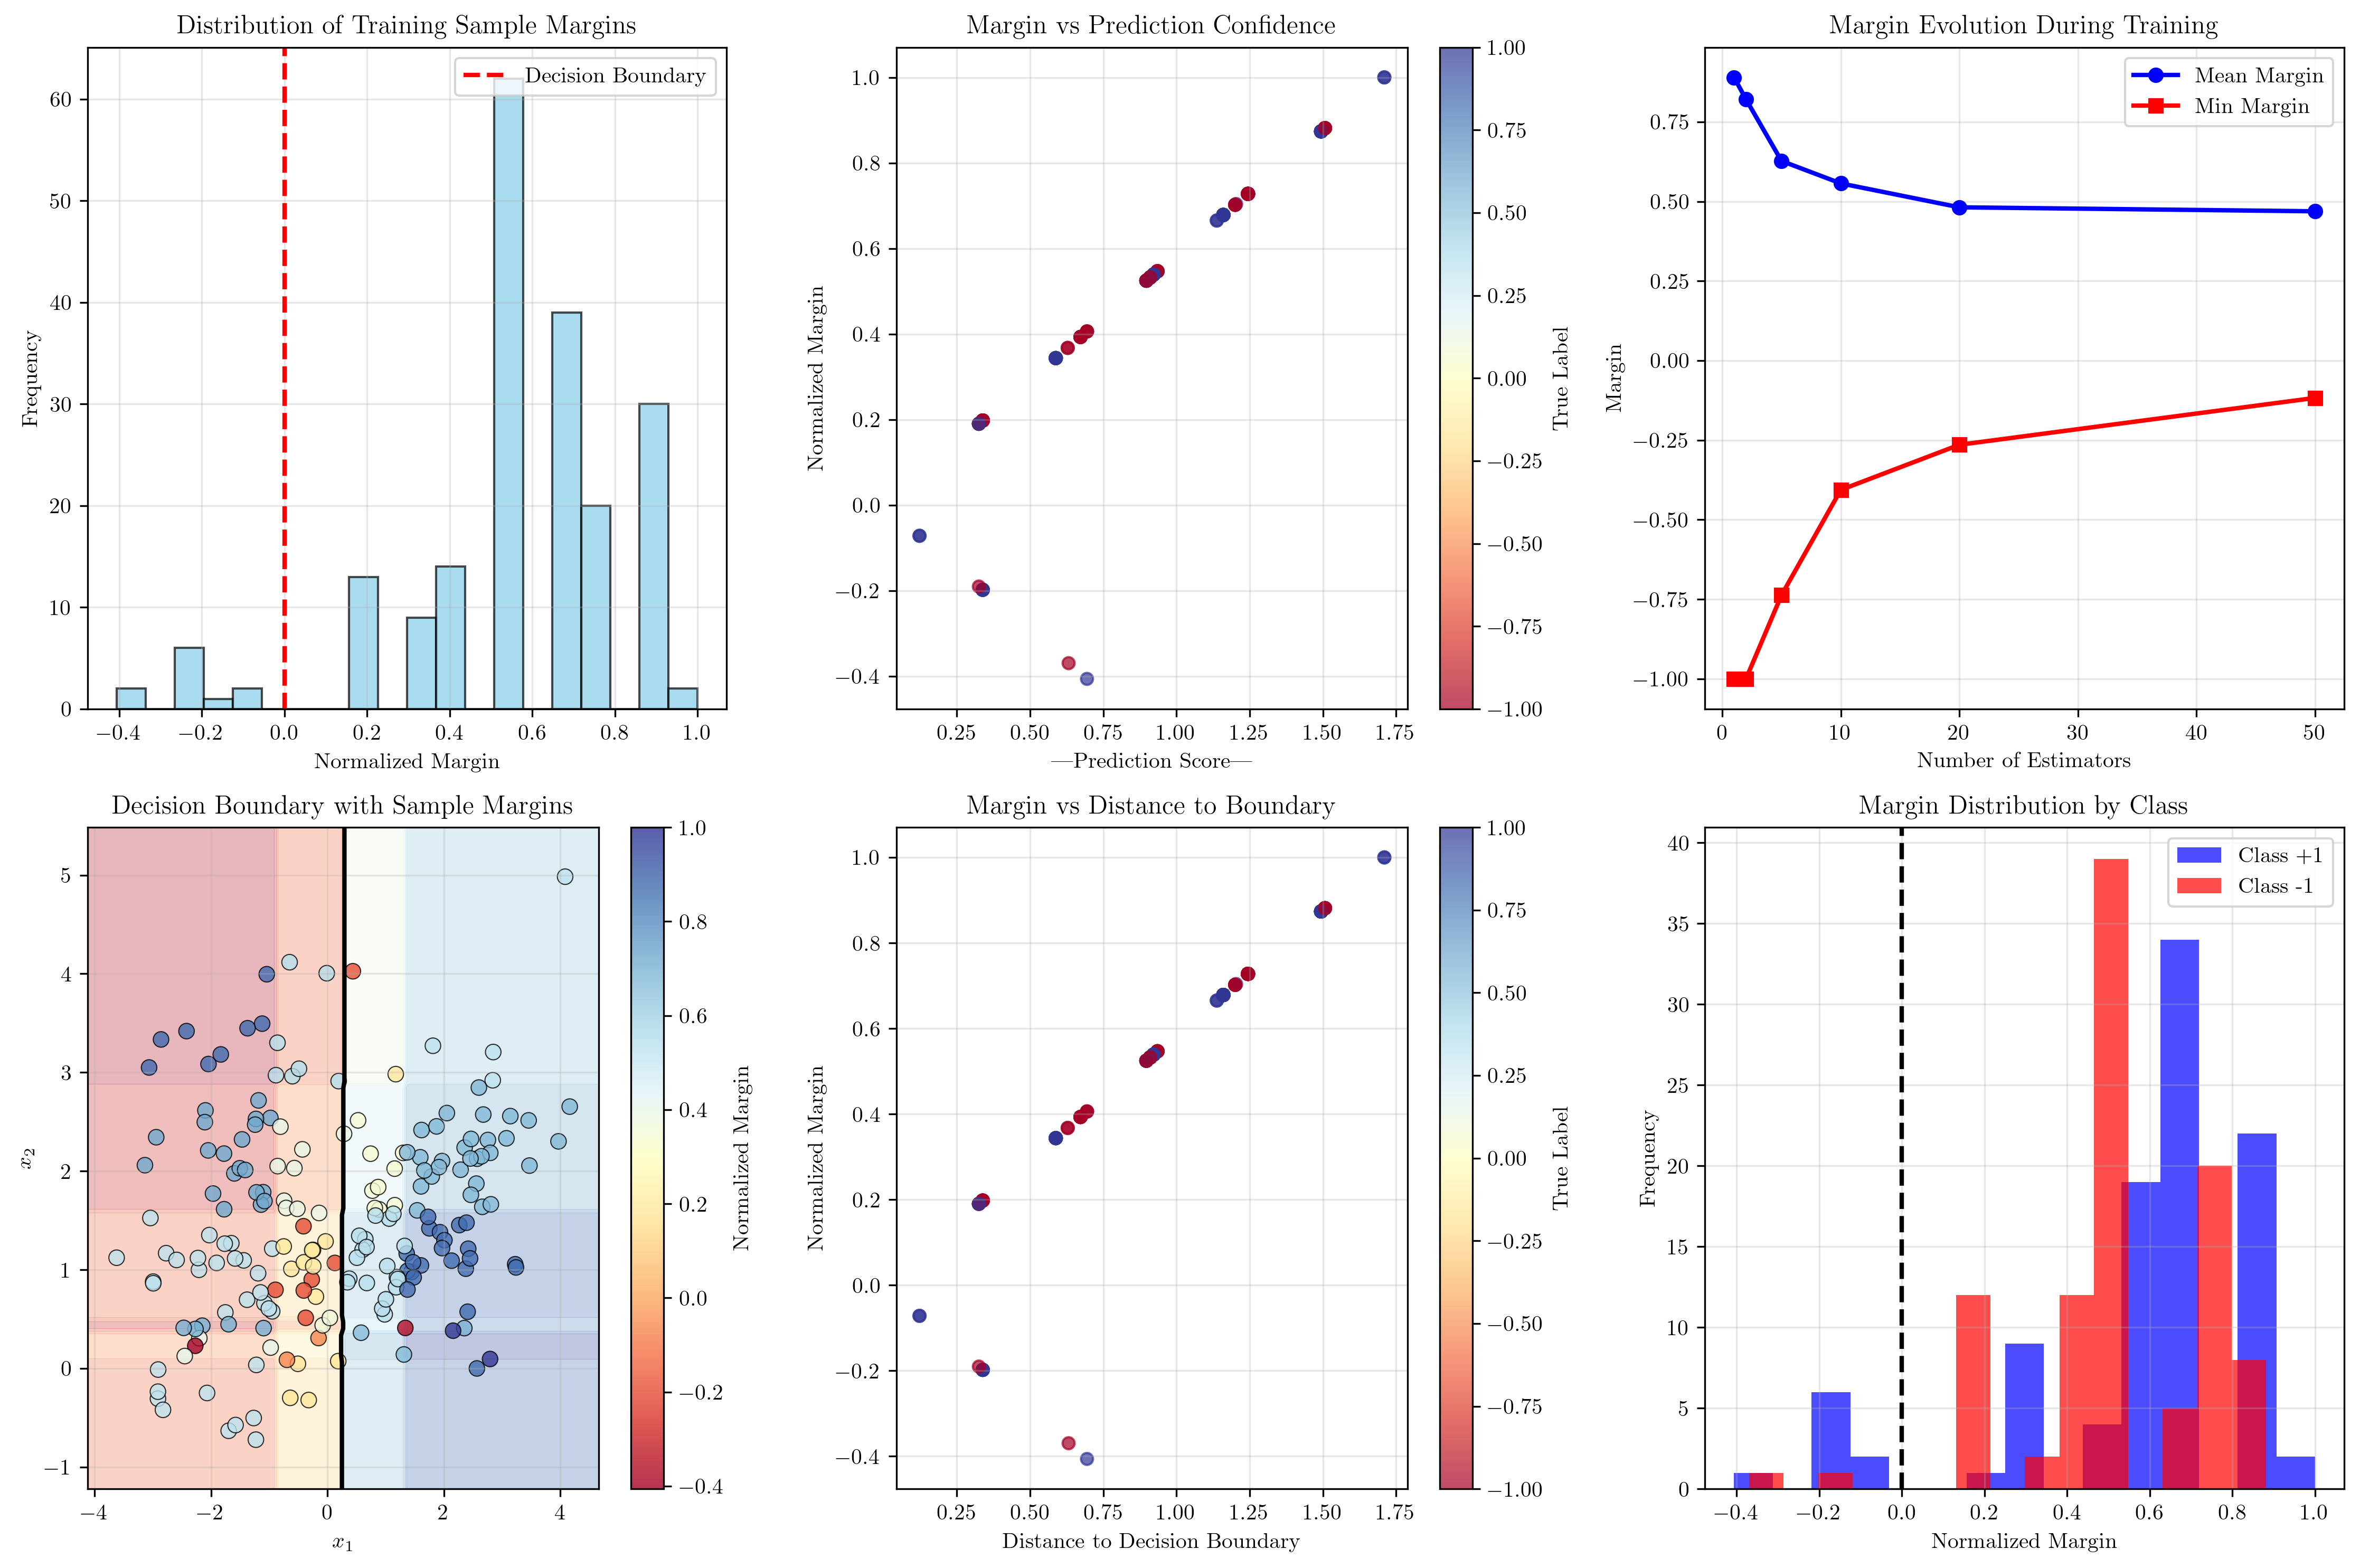 Distribution of Training Sample Margins
Decision Boundary
60
50
40
30
20
10
0
−0.4 −0.2 0.0 0.2 0.4 0.6 0.8 1.0
Frequency
Normalized Margin
Margin vs Prediction Confidence
1.0
0.8
0.6
0.4
0.2
0.0
−0.2
−0.4
0.25 0.50 0.75 1.00 1.25 1.50 1.75
Normalized Margin
—Prediction Score—
1.00
0.75
0.50
0.25
0.00
−0.25
−0.50
−0.75
−1.00
True Label
Margin Evolution During Training
Mean Margin
Min Margin
0.75
0.50
0.25
0.00
−0.25
−0.50
−0.75
−1.00
0 10 20 30 40 50
Margin
Number of Estimators
Decision Boundary with Sample Margins
5
4
3
2
1
0
−1
−4 −2 0 2 4
x2
x1
1.0
0.8
0.6
0.4
0.2
0.0
−0.2
−0.4
Normalized Margin
Margin vs Distance to Boundary
1.0
0.8
0.6
0.4
0.2
0.0
−0.2
−0.4
0.25 0.50 0.75 1.00 1.25 1.50 1.75
Normalized Margin
Distance to Decision Boundary
1.00
0.75
0.50
0.25
0.00
−0.25
−0.50
−0.75
−1.00
True Label
Margin Distribution by Class
Class +1
Class -1
40
35
30
25
20
15
10
5
0
−0.4 −0.2 0.0 0.2 0.4 0.6 0.8 1.0
Frequency
Normalized Margin